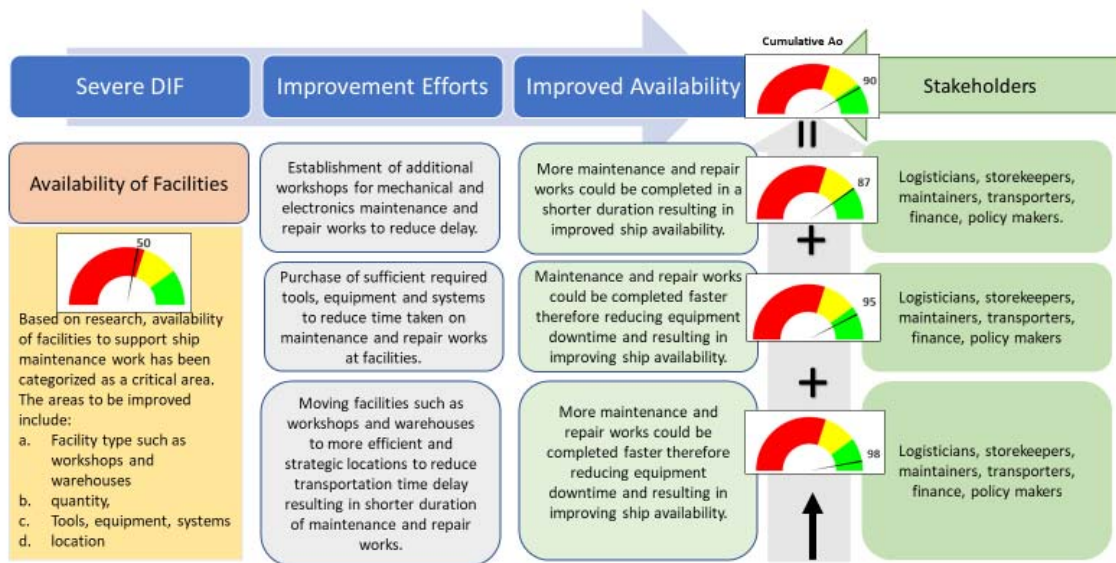 Cumulative Ao
Severe DIF
Improvement Efforts
Improved Availability
90
Stakeholders
Availability of Facilities
50
Based on research, availability
of facilities to support ship
maintenance work has been
categorized as a critical area.
The areas to be improved
include:
a. Facility type such as
workshops and
warehouses
b. quantity,
c. Tools, equipment, systems
d. location
Establishment of additional
workshops for mechanical and
electronics maintenance and
repair works to reduce delay.
More maintenance and repair
works could be completed in a
shorter duration resulting in
improved ship availability.
=
87
Logisticians, storekeepers,
maintainers, transporters,
finance, policy makers.
+
Purchase of sufficient required
tools, equipment and systems
to reduce time taken on
maintenance and repair works
at facilities.
Maintenance and repair works
could be completed faster
therefore reducing equipment
downtime and resulting in
improving ship availability.
95
Logisticians, storekeepers,
maintainers, transporters,
finance, policy makers
+
Moving facilities such as
workshops and warehouses
to more efficient and
strategic locations to reduce
transportation time delay
resulting in shorter duration
of maintenance and repair
works.
More maintenance and
repair works could be
completed faster therefore
reducing equipment
downtime and resulting in
improving ship availability.
98
Logisticians, storekeepers,
maintainers, transporters,
finance, policy makers